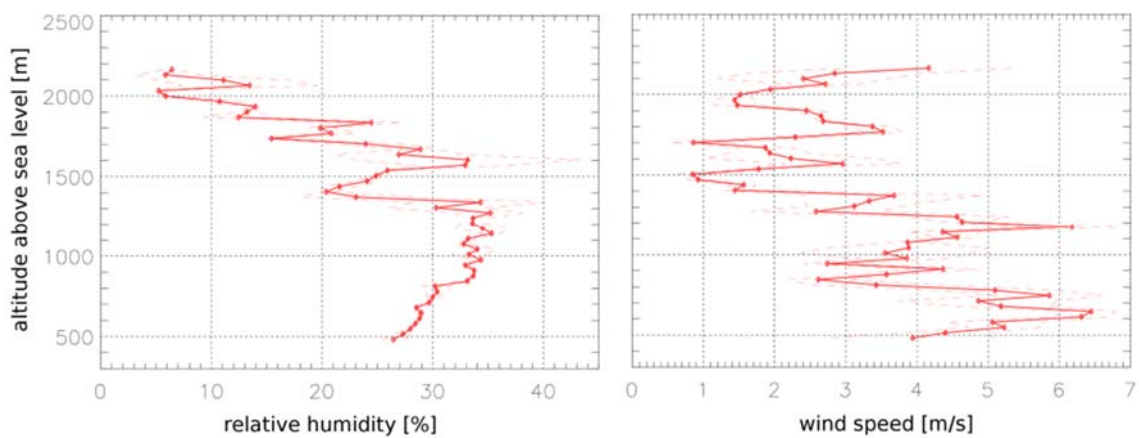 altitude above sea level [m]
2500
2000
1500
1000
500
0 10 20 30 40
relative humidity [%]
0 1 2 3 4 5 6 7
wind speed [m/s]